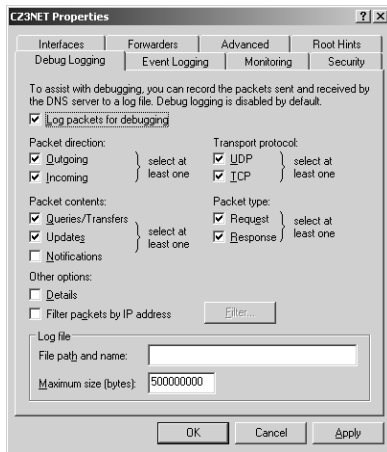 CZ3NET Properties
Interfaces Forwarders Advanced Root Hints
Debug Logging Event Logging Monitoring Security
To assist with debugging, you can record the packets sent and received by
the DNS server to a log file. Debug logging is disabled by default.
Log packets for debugging
Packet direction: Transport protocol:
Outgoing UDP
select at least one select at least one
Incoming TCP
Packet contents: Packet type:
Queries/Transfers Request
Updates select at least one Response select at least one
Notifications
Other options:
Details
Filter packets by IP address Filter...
Log file
File path and name:
Maximum size (bytes): 500000000
OK Cancel Apply